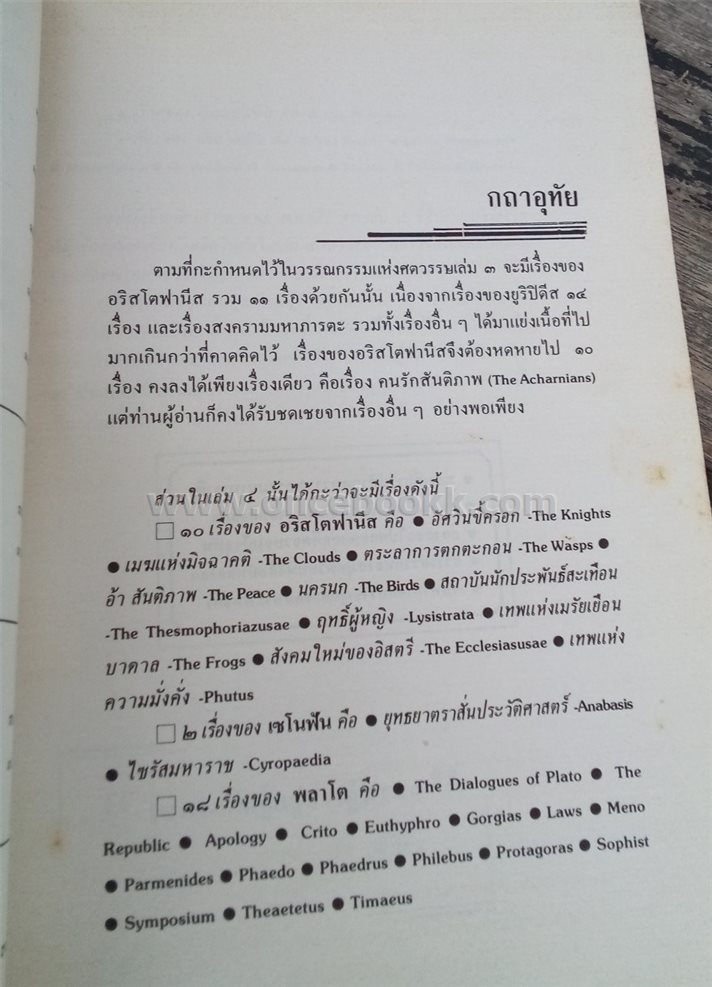 กถาอุทัย
ตามที่กะกำหนดไว้ในวรรณกรรมแห่งศตวรรษเล่ม ๓ จะมีเรื่องของ
อริสโตฟานีส รวม ๑๑ เรื่องด้วยกันนั้น เนื่องจากเรื่องของยูริปิดีส ๑๔
เรื่อง และเรื่องสงครามมหาภารตะ รวมทั้งเรื่องอื่น ๆ ได้มาแย่งเนื้อที่ไป
มากเกินกว่าที่คาดคิดไว้ เรื่องของอริสโตฟานีสจึงต้องหดหายไป ๑๐
เรื่อง คงลงได้เพียงเรื่องเดียว คือเรื่อง คนรักสันติภาพ (The Acharnians)
แต่ท่านผู้อ่านก็คงได้รับชดเชยจากเรื่องอื่น ๆ อย่างพอเพียง
ส่วนในเล่ม ๔ นั้นได้กะว่าจะมีเรื่องดังนี้
□ ๑๐ เรื่องของ อริสโตฟานีส คือ ● อัศวินขี้ครอก -The Knights
● เมฆแห่งมิจฉาคติ -The Clouds ● ตระลาการตกตะกอน -The Wasps ●
อ้า สันติภาพ -The Peace ● นครนก -The Birds ● สถาบันนักประพันธ์สะเทือน
-The Thesmophoriazusae ● ฤทธิ์ผู้หญิง -Lysistrata ● เทพแห่งเมรัยเยือน
บาดาล -The Frogs ● สังคมใหม่ของอิสตรี -The Ecclesiasusae ● เทพแห่ง
ความมั่งคั่ง -Phutus
□ ๒ เรื่องของ เซโนฟัน คือ ● ยุทธยาตราสั่นประวัติศาสตร์ -Anabasis
● ไซรัสมหาราช -Cyropaedia
□ ๑๘ เรื่องของ พลาโต คือ ● The Dialogues of Plato ● The
Republic ● Apology ● Crito ● Euthyphro ● Gorgias ● Laws ● Meno
● Parmenides ● Phaedo ● Phaedrus ● Philebus ● Protagoras ● Sophist
● Symposium ● Theaetetus ● Timaeus